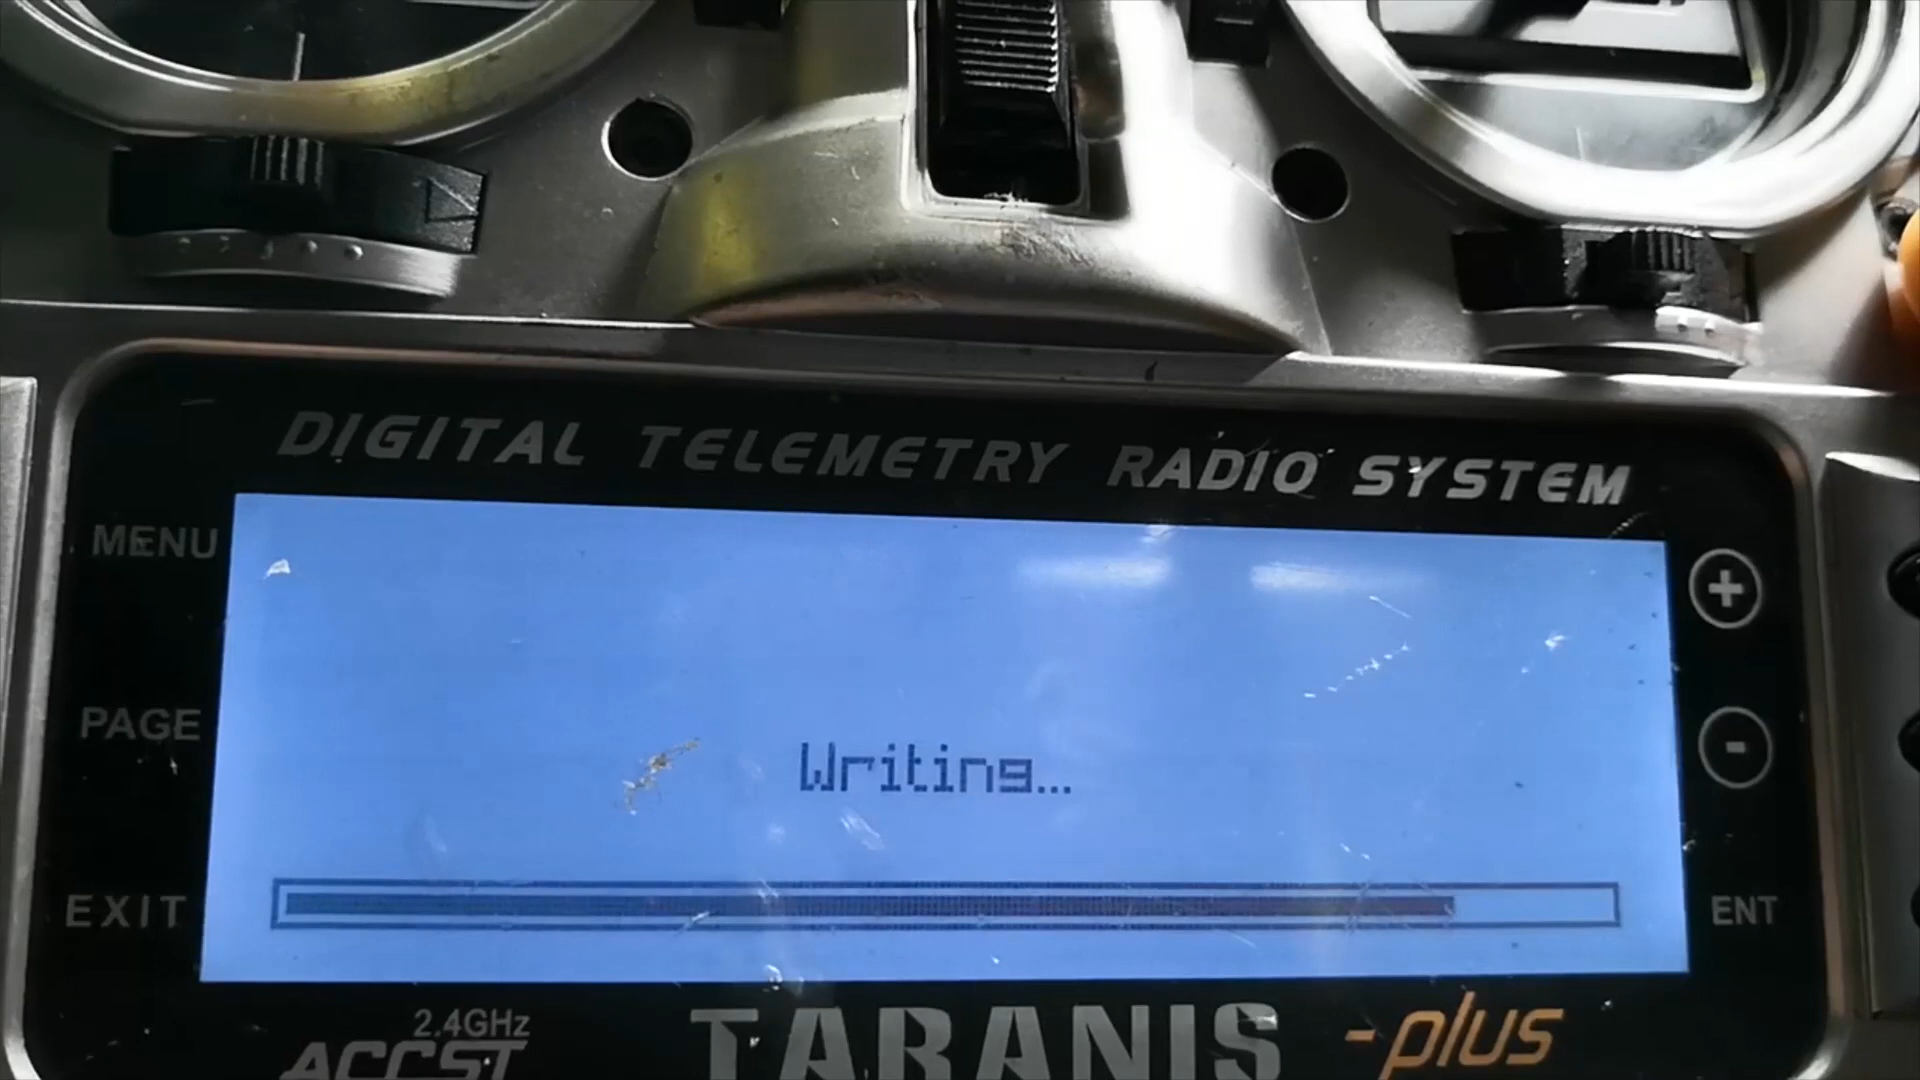 DIGITAL TELEMETRY RADIO SYSTEM
MENU
PAGE
EXIT
Writing...
ENT
2.4GHz
ACCST
TARANIS -plus